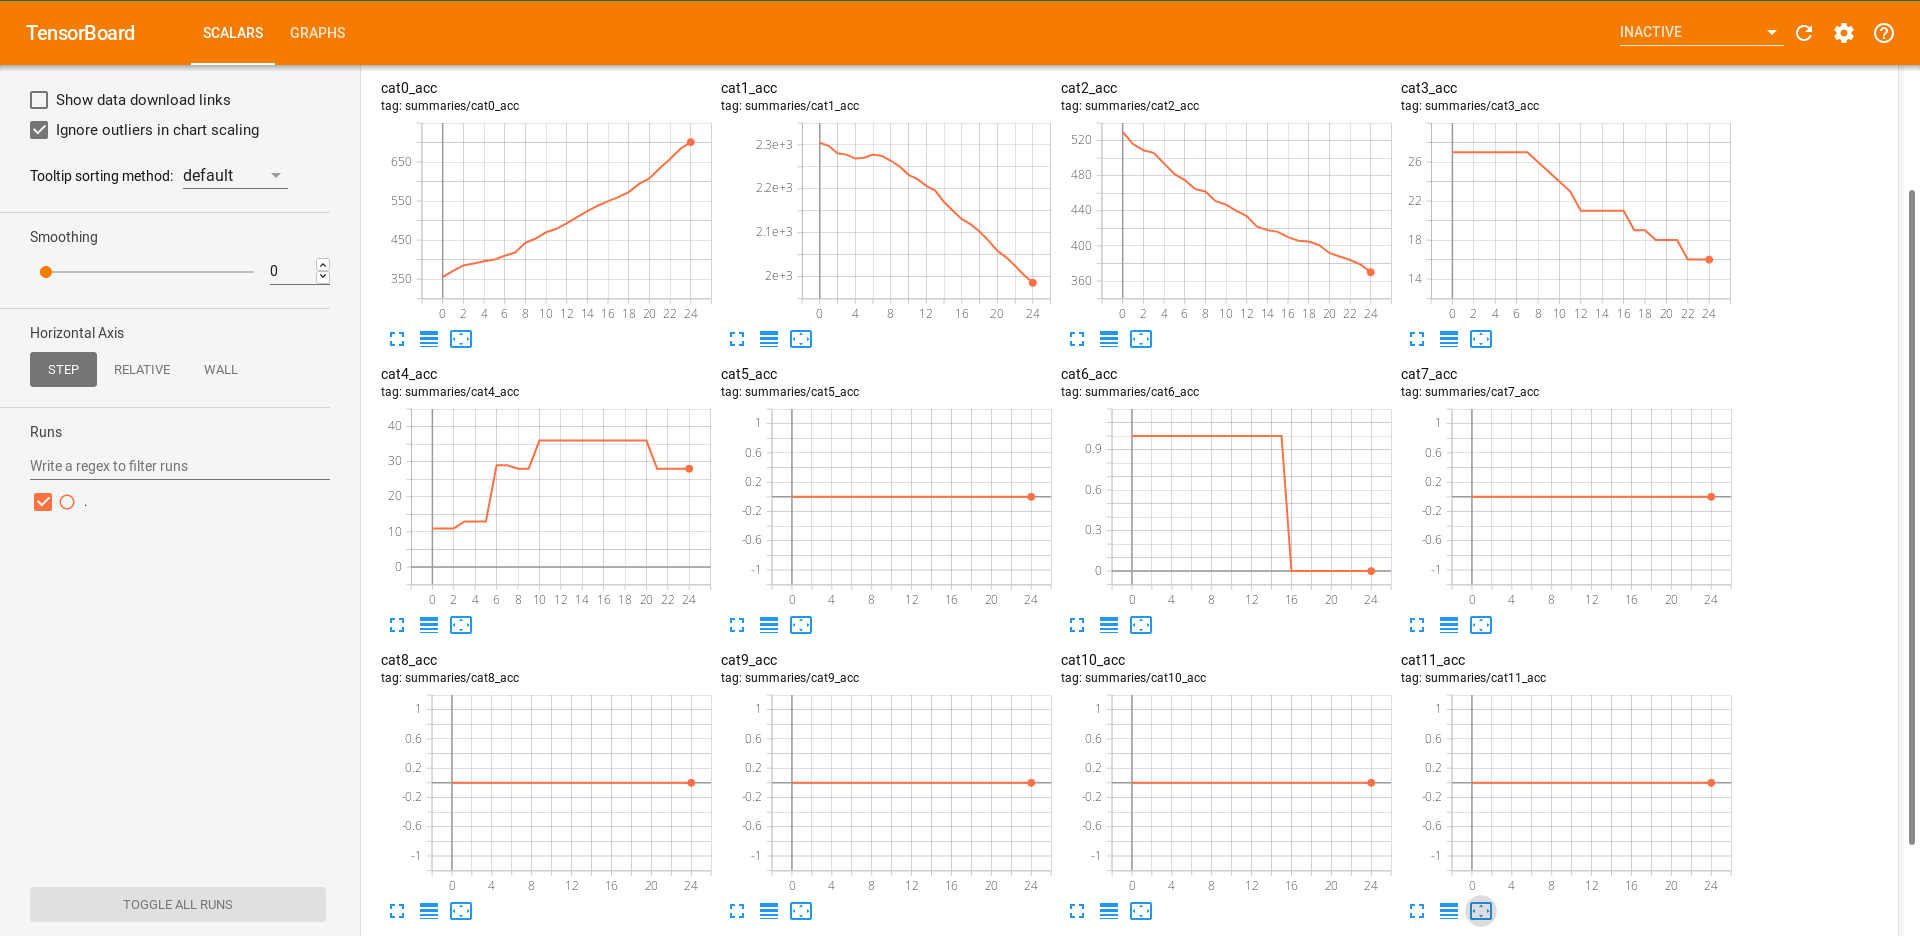 TensorBoard SCALARS GRAPHS INACTIVE
Show data download links
Ignore outliers in chart scaling
Tooltip sorting method: default
Smoothing
0
Horizontal Axis
STEP RELATIVE WALL
Runs
Write a regex to filter runs
.
TOGGLE ALL RUNS
cat0_acc
tag: summaries/cat0_acc
650
550
450
350
0 2 4 6 8 10 12 14 16 18 20 22 24
cat1_acc
tag: summaries/cat1_acc
2.3e+3
2.2e+3
2.1e+3
2e+3
0 4 8 12 16 20 24
cat2_acc
tag: summaries/cat2_acc
520
480
440
400
360
0 2 4 6 8 10 12 14 16 18 20 22 24
cat3_acc
tag: summaries/cat3_acc
26
22
18
14
0 2 4 6 8 10 12 14 16 18 20 22 24
cat4_acc
tag: summaries/cat4_acc
40
30
20
10
0
0 2 4 6 8 10 12 14 16 18 20 22 24
cat5_acc
tag: summaries/cat5_acc
1
0.6
0.2
-0.2
-0.6
-1
0 4 8 12 16 20 24
cat6_acc
tag: summaries/cat6_acc
0.9
0.6
0.3
0
0 4 8 12 16 20 24
cat7_acc
tag: summaries/cat7_acc
1
0.6
0.2
-0.2
-0.6
-1
0 4 8 12 16 20 24
cat8_acc
tag: summaries/cat8_acc
1
0.6
0.2
-0.2
-0.6
-1
0 4 8 12 16 20 24
cat9_acc
tag: summaries/cat9_acc
1
0.6
0.2
-0.2
-0.6
-1
0 4 8 12 16 20 24
cat10_acc
tag: summaries/cat10_acc
1
0.6
0.2
-0.2
-0.6
-1
0 4 8 12 16 20 24
cat11_acc
tag: summaries/cat11_acc
1
0.6
0.2
-0.2
-0.6
-1
0 4 8 12 16 20 24